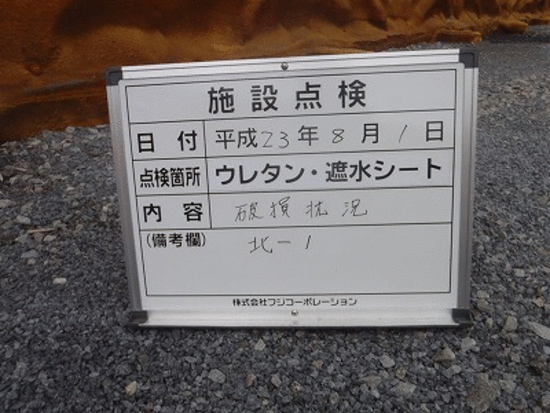 施設点検
日付 平成23年8月1日
点検箇所 ウレタン・遮水シート
内容 破損状況
(備考欄) 北-1
株式会社フジコーポレーション